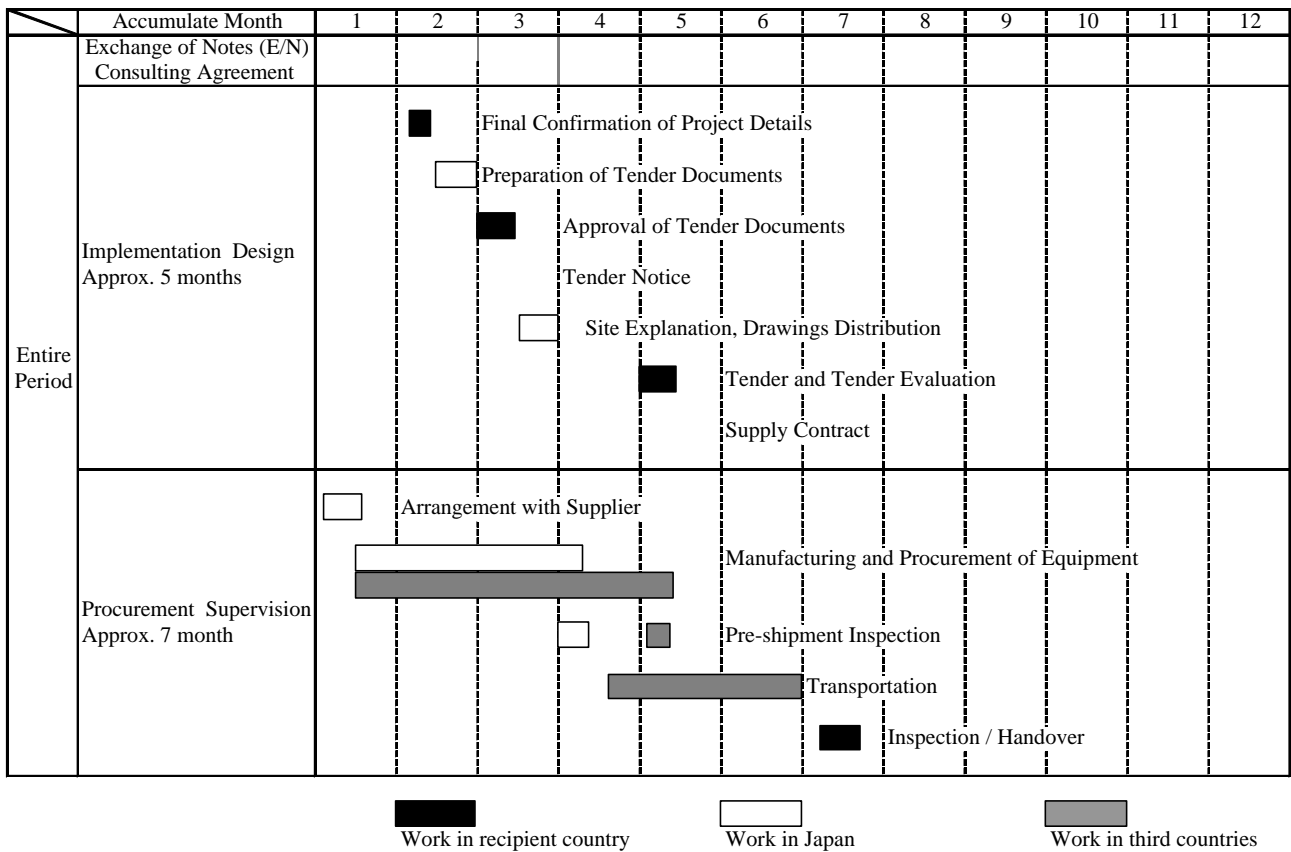 Accumulate Month 1 2 3 4 5 6 7 8 9 10 11 12
Exchange of Notes (E/N)
Consulting Agreement
Final Confirmation of Project Details
Preparation of Tender Documents
Approval of Tender Documents
Implementation Design
Approx. 5 months
Tender Notice
Site Explanation, Drawings Distribution
Entire
Period
Tender and Tender Evaluation
Supply Contract
Arrangement with Supplier
Manufacturing and Procurement of Equipment
Procurement Supervision
Approx. 7 month
Pre-shipment Inspection
Transportation
Inspection / Handover
Work in recipient country
Work in Japan
Work in third countries